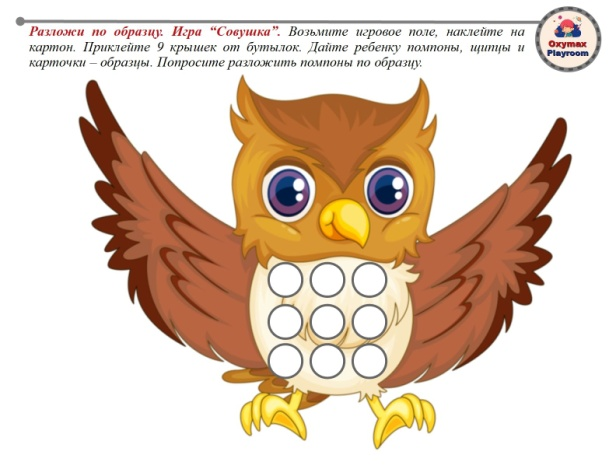 Разложи по образцу. Игра “Совушка”. Возьмите игровое поле, наклейте на
картон. Приклейте 9 крышек от бутылок. Дайте ребенку помпоны, щипцы и
карточки – образцы. Попросите разложить помпоны по образцу.
Oxymax
Playroom